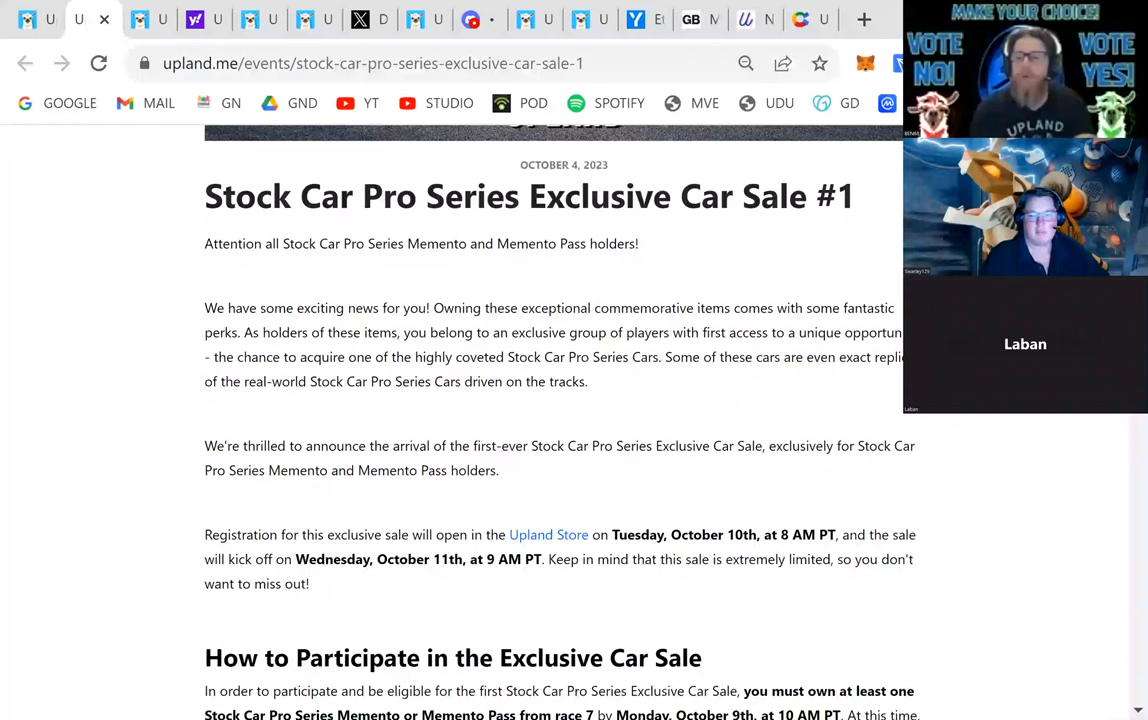 U
U
U
U
U
D
U
U
U
Et
GB
M
N
U
upland.me/events/stock-car-pro-series-exclusive-car-sale-1
GOOGLE
MAIL
GN
GND
YT
STUDIO
POD
SPOTIFY
MVE
UDU
GD
MAKE YOUR CHOICE!
VOTE NO!
VOTE YES!
UPLAND
OCTOBER 4, 2023
Stock Car Pro Series Exclusive Car Sale #1
Attention all Stock Car Pro Series Memento and Memento Pass holders!
We have some exciting news for you! Owning these exceptional commemorative items comes with some fantastic
perks. As holders of these items, you belong to an exclusive group of players with first access to a unique opportun
- the chance to acquire one of the highly coveted Stock Car Pro Series Cars. Some of these cars are even exact replic
of the real-world Stock Car Pro Series Cars driven on the tracks.
We're thrilled to announce the arrival of the first-ever Stock Car Pro Series Exclusive Car Sale, exclusively for Stock Car
Pro Series Memento and Memento Pass holders.
Registration for this exclusive sale will open in the Upland Store on Tuesday, October 10th, at 8 AM PT, and the sale
will kick off on Wednesday, October 11th, at 9 AM PT. Keep in mind that this sale is extremely limited, so you don't
want to miss out!
How to Participate in the Exclusive Car Sale
In order to participate and be eligible for the first Stock Car Pro Series Exclusive Car Sale, you must own at least one
Stock Car Pro Series Memento or Memento Pass from race 7 by Monday, October 9th, at 10 AM PT. At this time,
Swarley129
Laban
Laban